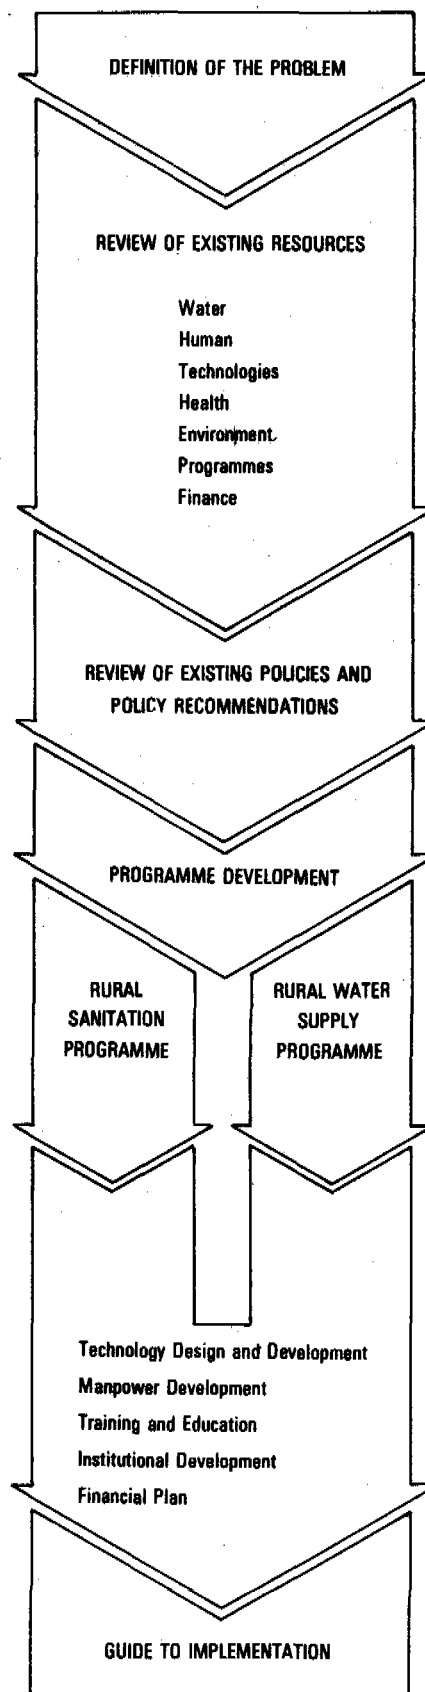 DEFINITION OF THE PROBLEM
REVIEW OF EXISTING RESOURCES
Water
Human
Technologies
Health
Environment
Programmes
Finance
REVIEW OF EXISTING POLICIES AND
POLICY RECOMMENDATIONS
PROGRAMME DEVELOPMENT
RURAL
SANITATION
PROGRAMME
RURAL WATER
SUPPLY
PROGRAMME
Technology Design and Development
Manpower Development
Training and Education
Institutional Development
Financial Plan
GUIDE TO IMPLEMENTATION